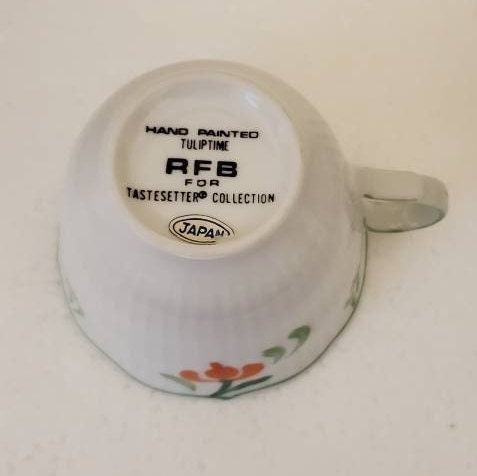 HAND PAINTED
TULIPTIME
RFB
FOR
TASTESETTER® COLLECTION
JAPAN